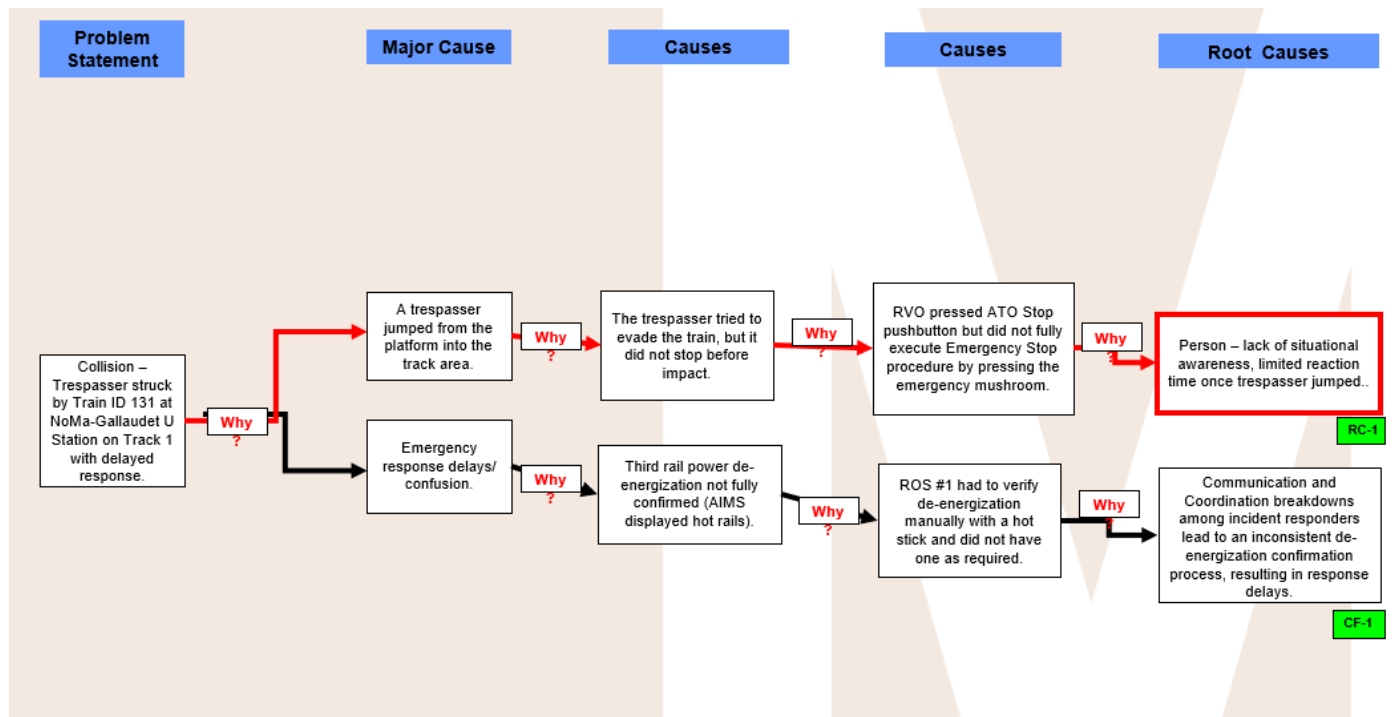 Problem
Statement
Major Cause
Causes
Causes
Root Causes
Collision –
Trespasser struck
by Train ID 131 at
NoMa-Gallaudet U
Station on Track 1
with delayed
response.
Why
?
A trespasser
jumped from the
platform into the
track area.
Why
?
The trespasser tried to
evade the train, but it
did not stop before
impact.
Why
?
RVO pressed ATO Stop
pushbutton but did not fully
execute Emergency Stop
procedure by pressing the
emergency mushroom.
Why
?
Person – lack of situational
awareness, limited reaction
time once trespasser jumped..
RC-1
Emergency
response delays/
confusion.
Why
?
Third rail power de-
energization not fully
confirmed (AIMS
displayed hot rails).
Why
?
ROS #1 had to verify
de-energization
manually with a hot
stick and did not have
one as required.
Why
?
Communication and
Coordination breakdowns
among incident responders
lead to an inconsistent de-
energization confirmation
process, resulting in response
delays.
CF-1